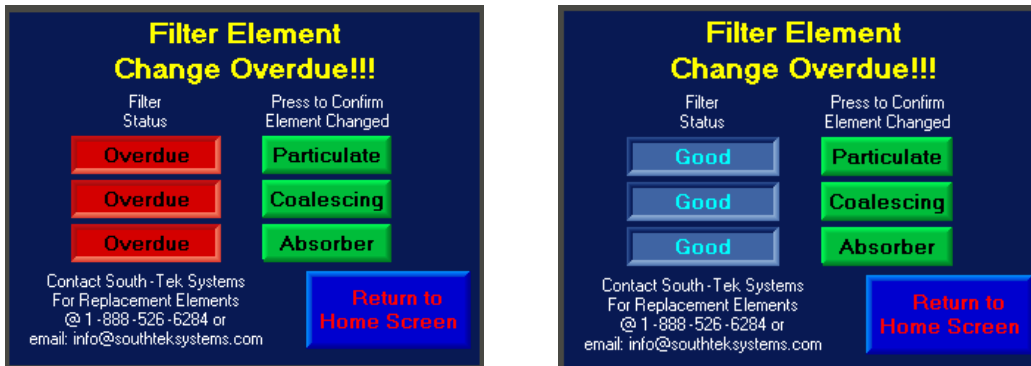 Filter Element
Change Overdue!!!
Filter
Status
Press to Confirm
Element Changed
Overdue
Particulate
Overdue
Coalescing
Overdue
Absorber
Contact South-Tek Systems
For Replacement Elements
@ 1-888-526-6284 or
email: info@southteksystems.com
Return to
Home Screen
Filter Element
Change Overdue!!!
Filter
Status
Press to Confirm
Element Changed
Good
Particulate
Good
Coalescing
Good
Absorber
Contact South-Tek Systems
For Replacement Elements
@ 1-888-526-6284 or
email: info@southteksystems.com
Return to
Home Screen